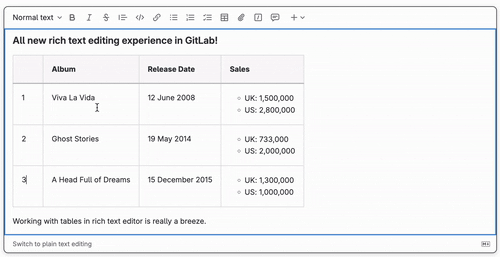 Normal text
All new rich text editing experience in GitLab!
Album Release Date Sales
1 Viva La Vida 12 June 2008 UK: 1,500,000
US: 2,800,000
2 Ghost Stories 19 May 2014 UK: 733,000
US: 2,000,000
3 A Head Full of Dreams 15 December 2015 UK: 1,300,000
US: 1,000,000
Working with tables in rich text editor is really a breeze.
Switch to plain text editing